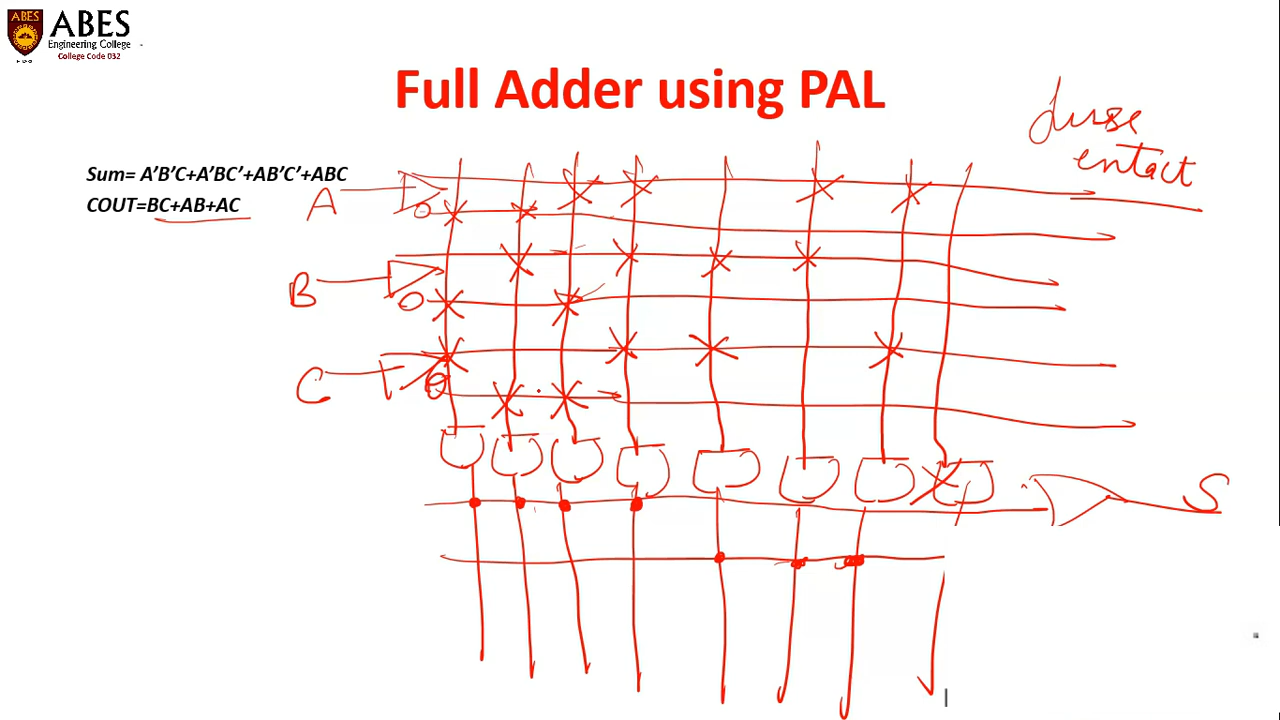 ABES
Engineering College
College Code 032
Full Adder using PAL
fuse
entact
Sum= A’B’C+A’BC’+AB’C’+ABC
COUT=BC+AB+AC
A
B
C
S